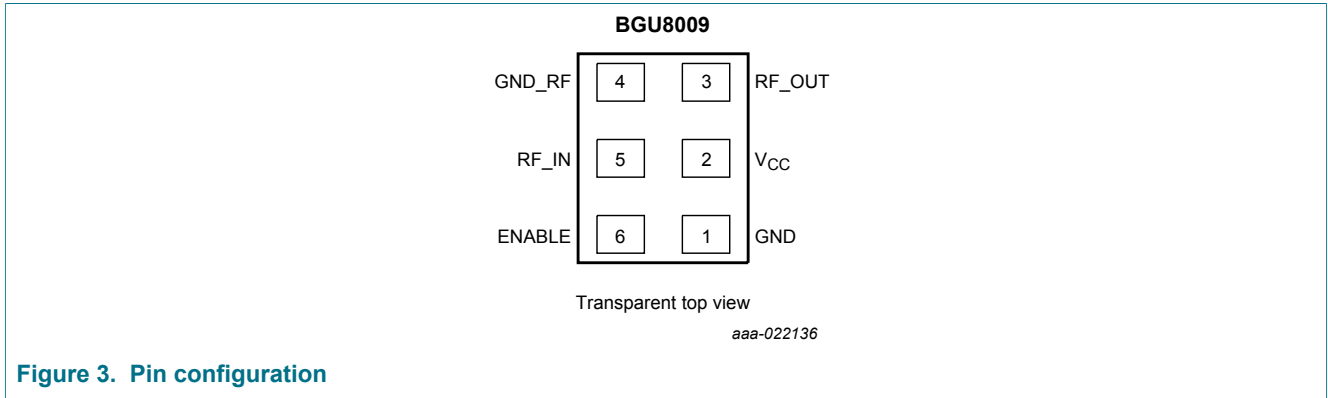 BGU8009
GND_RF 4 3 RF_OUT
RF_IN 5 2 VCC
ENABLE 6 1 GND
Transparent top view
aaa-022136
Figure 3. Pin configuration